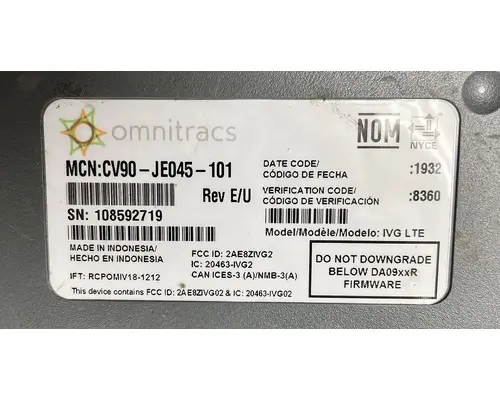 omnitracs
NOM NYCE
MCN:CV90-JE045-101
Rev E/U
SN: 108592719
DATE CODE/
CÓDIGO DE FECHA :1932
VERIFICATION CODE/
CÓDIGO DE VERIFICACIÓN :8360
Model/Modèle/Modelo: IVG LTE
MADE IN INDONESIA/
HECHO EN INDONESIA
IFT: RCPOMIV18-1212
FCC ID: 2AE8ZIVG2
IC: 20463-IVG2
CAN ICES-3 (A)/NMB-3(A)
This device contains FCC ID: 2AE8ZIVG02 & IC: 20463-IVG02
DO NOT DOWNGRADE
BELOW DA09xxR
FIRMWARE